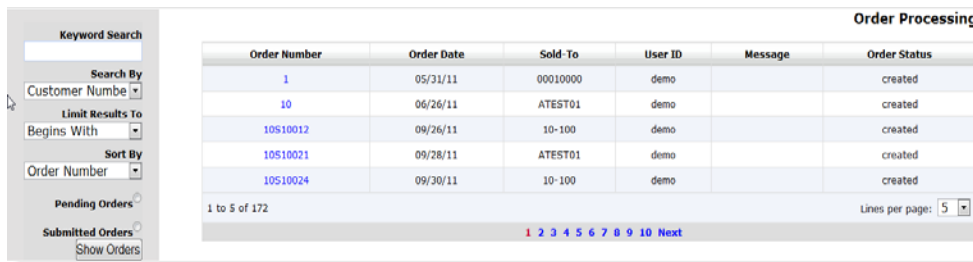 Order Processing
Keyword Search
Search By
Customer Numbe
Limit Results To
Begins With
Sort By
Order Number
Pending Orders
Submitted Orders
Show Orders
Order Number Order Date Sold-To User ID Message Order Status
1 05/31/11 00010000 demo created
10 06/26/11 ATEST01 demo created
10S10012 09/26/11 10-100 demo created
10S10021 09/28/11 ATEST01 demo created
10S10024 09/30/11 10-100 demo created
1 to 5 of 172 Lines per page: 5
1 2 3 4 5 6 7 8 9 10 Next